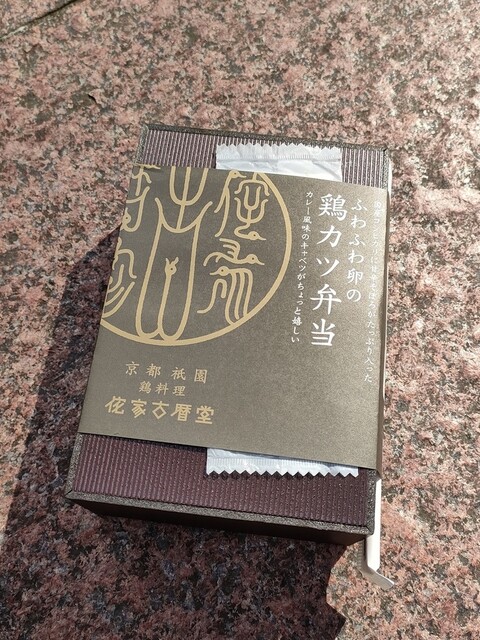 ふわふわ卵の
鶏カツ弁当
カレー風味のキャベツがちょっと嬉しい
京都祇園
鶏料理
侘家古暦堂